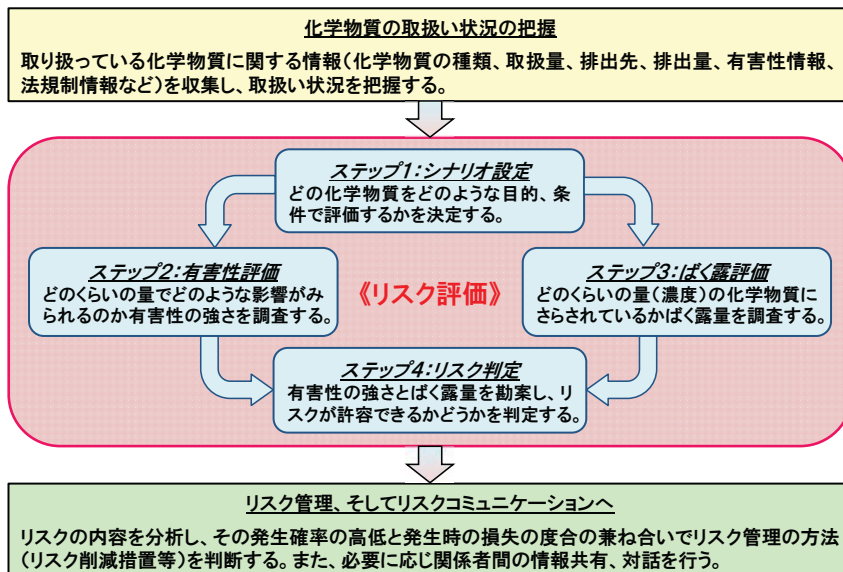 化学物質の取扱い状況の把握
取り扱っている化学物質に関する情報(化学物質の種類、取扱量、排出先、排出量、有害性情報、
法規制情報など)を収集し、取扱い状況を把握する。
ステップ1:シナリオ設定
どの化学物質をどのような目的、条
件で評価するかを決定する。
ステップ2:有害性評価
どのくらいの量でどのような影響がみ
られるのか有害性の強さを調査する。
《リスク評価》
ステップ3:ばく露評価
どのくらいの量(濃度)の化学物質に
さらされているかばく露量を調査する。
ステップ4:リスク判定
有害性の強さとばく露量を勘案し、リ
スクが許容できるかどうかを判定する。
リスク管理、そしてリスクコミュニケーションへ
リスクの内容を分析し、その発生確率の高低と発生時の損失の度合の兼ね合いでリスク管理の方法
(リスク削減措置等)を判断する。また、必要に応じ関係者間の情報共有、対話を行う。